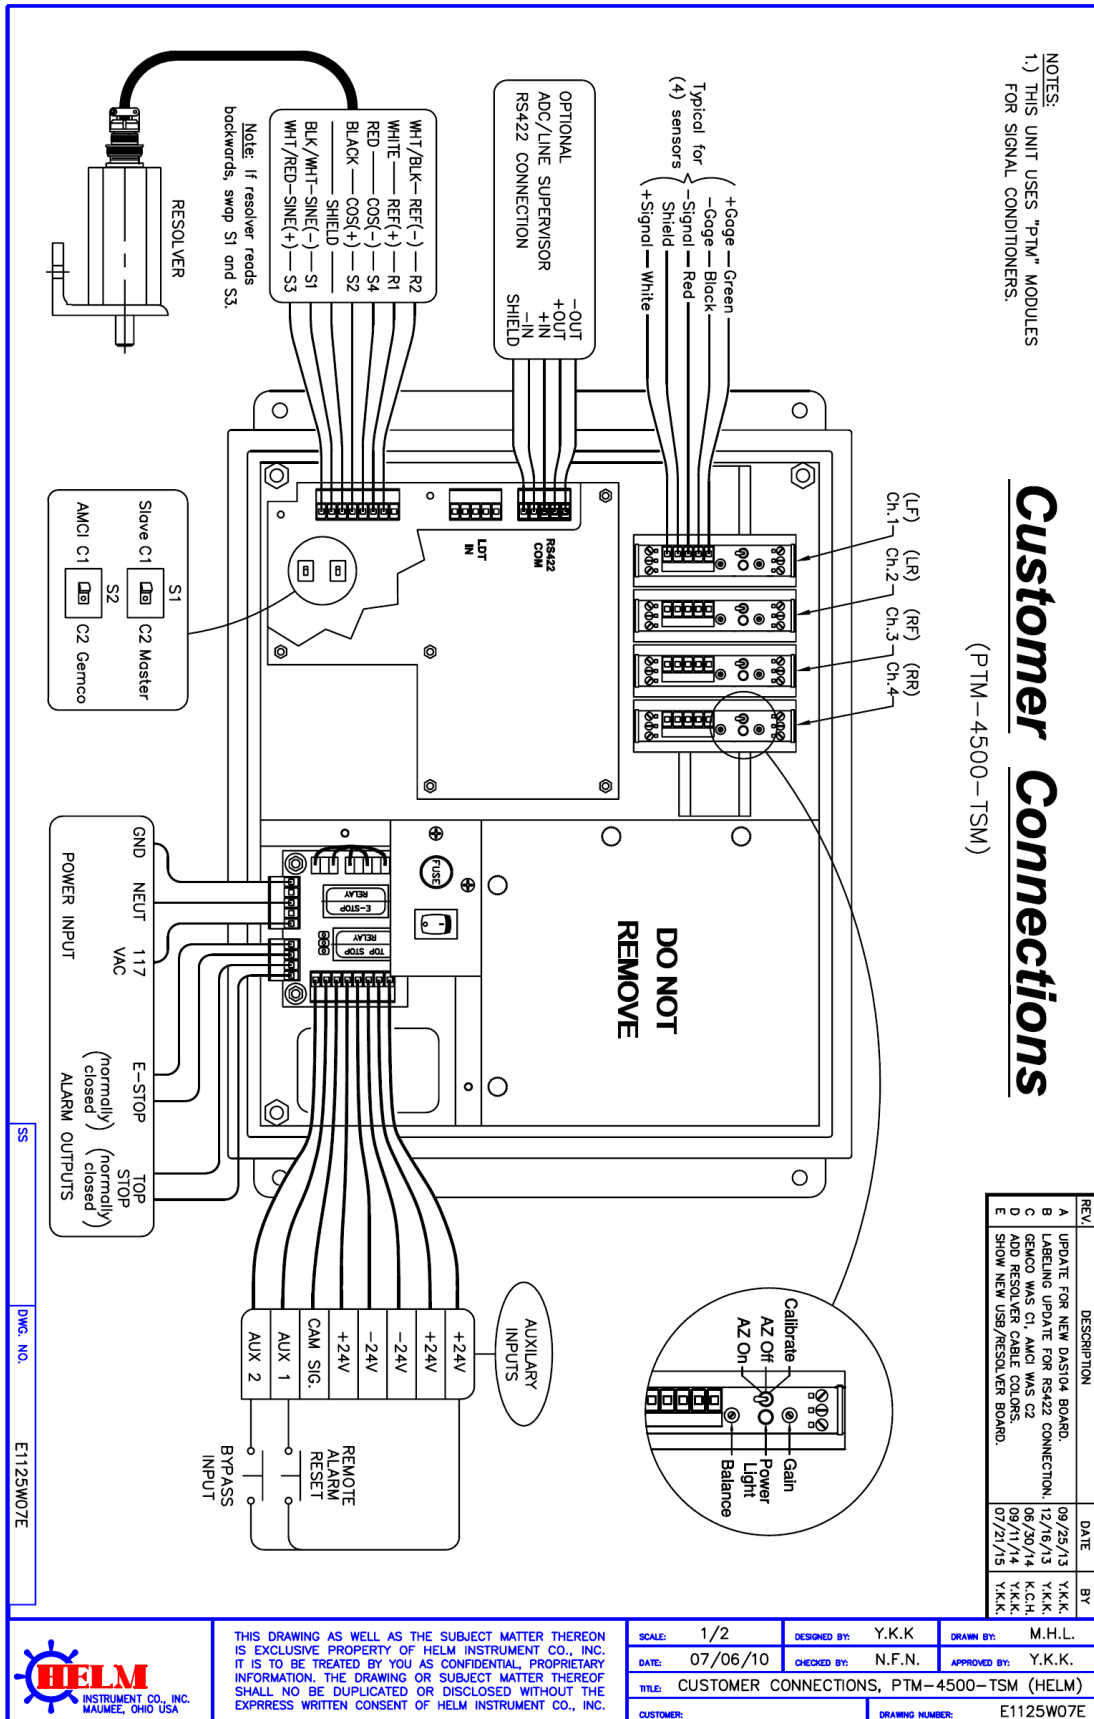 NOTES:
1.) THIS UNIT USES "PTM" MODULES
FOR SIGNAL CONDITIONERS.
Customer Connections
(PTM-4500-TSM)
REV.
DESCRIPTION
DATE
BY
A UPDATE FOR NEW DAS104 BOARD. 09/25/13 Y.K.K.
B LABELING UPDATE FOR RS422 CONNECTION. 12/16/13 Y.K.K.
C GEMCO WAS C1, AMCI WAS C2 06/30/14 K.C.H.
D ADD RESOLVER CABLE COLORS. 09/11/14 Y.K.K.
E SHOW NEW USB/RESOLVER BOARD. 07/21/15 Y.K.K.
Typical for
(4) sensors
+Gage Green
-Gage Black
-Signal Red
Shield
+Signal White
(LF)
Ch.1
(LR)
Ch.2
(RF)
Ch.3
(RR)
Ch.4
OPTIONAL
ADC/LINE SUPERVISOR
RS422 CONNECTION
-OUT
+OUT
+IN
-IN
SHIELD
WHT/BLK REF(-) R2
WHITE REF(+) R1
RED COS(-) S4
BLACK COS(+) S2
SHIELD
BLK/WHT SINE(-) S1
WHT/RED SINE(+) S3
Note: If resolver reads
backwards, swap S1 and S3.
RESOLVER
RS422
COM
LDT
IN
S1
Slave C1 C2 Master
S2
AMCI C1 C2 Gemco
FUSE
E-STOP
RELAY
TOP STOP
RELAY
DO NOT
REMOVE
GND NEUT 117
VAC
POWER INPUT
E-STOP
(normally
closed)
TOP
STOP
(normally
closed)
ALARM OUTPUTS
AUXILARY
INPUTS
+24V
+24V
-24V
-24V
+24V
CAM SIG.
AUX 1
AUX 2
REMOTE
ALARM
RESET
BYPASS
INPUT
Calibrate
AZ Off
AZ On
Gain
Power
Light
Balance
SS
DWG. NO.
E1125W07E
HELM
INSTRUMENT CO., INC.
MAUMEE, OHIO USA
THIS DRAWING AS WELL AS THE SUBJECT MATTER THEREON
IS EXCLUSIVE PROPERTY OF HELM INSTRUMENT CO., INC.
IT IS TO BE TREATED BY YOU AS CONFIDENTIAL, PROPRIETARY
INFORMATION. THE DRAWING OR SUBJECT MATTER THEREOF
SHALL NO BE DUPLICATED OR DISCLOSED WITHOUT THE
EXPRRESS WRITTEN CONSENT OF HELM INSTRUMENT CO., INC.
SCALE: 1/2
DESIGNED BY: Y.K.K
DRAWN BY: M.H.L.
DATE: 07/06/10
CHECKED BY: N.F.N.
APPROVED BY: Y.K.K.
TITLE: CUSTOMER CONNECTIONS, PTM-4500-TSM (HELM)
CUSTOMER:
DRAWING NUMBER: E1125W07E